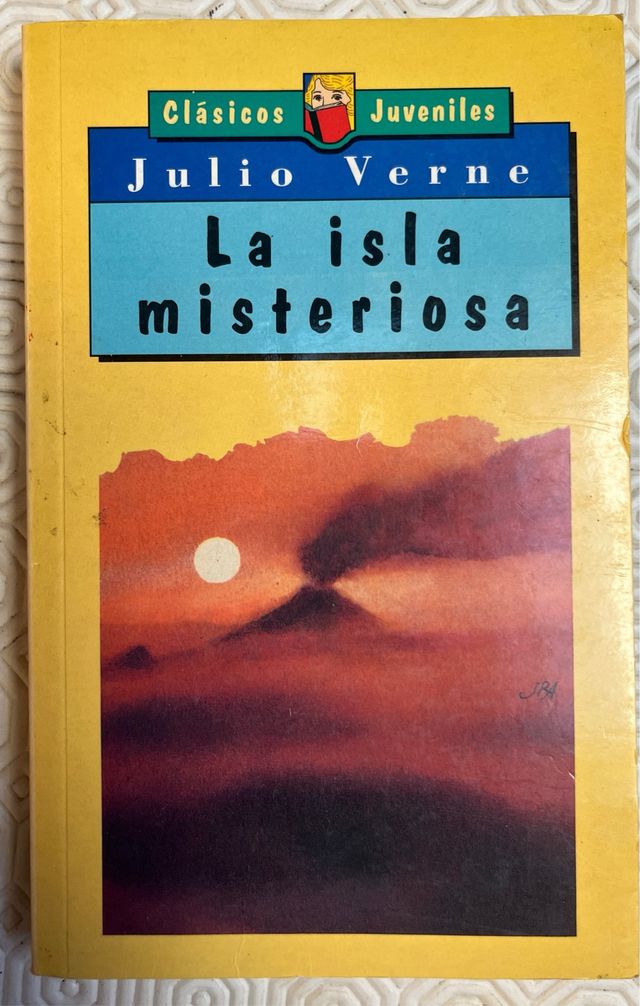 Clásicos Juveniles
Julio Verne
La isla
misteriosa
JBA